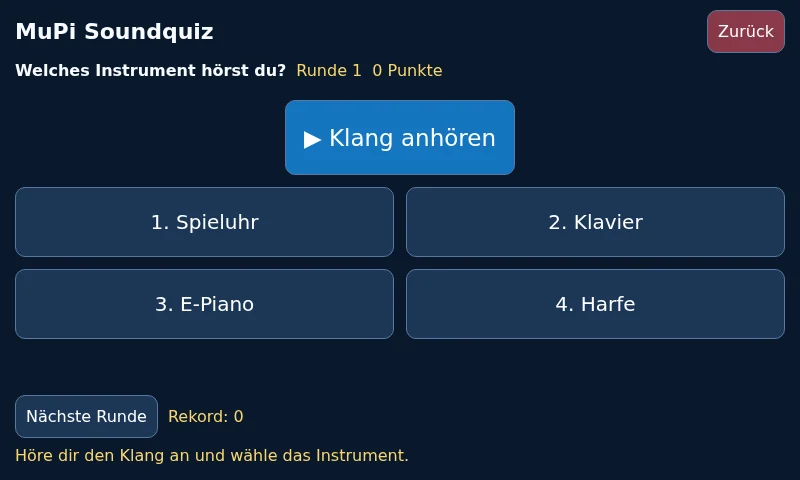 MuPi Soundquiz
Zurück
Welches Instrument hörst du? Runde 1 0 Punkte
▶ Klang anhören
1. Spieluhr
2. Klavier
3. E-Piano
4. Harfe
Nächste Runde
Rekord: 0
Höre dir den Klang an und wähle das Instrument.